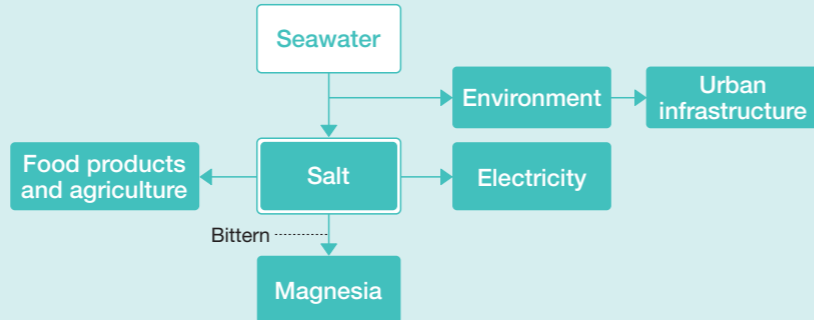 Seawater
Environment
Urban
infrastructure
Food products
and agriculture
Salt
Electricity
Bittern
Magnesia